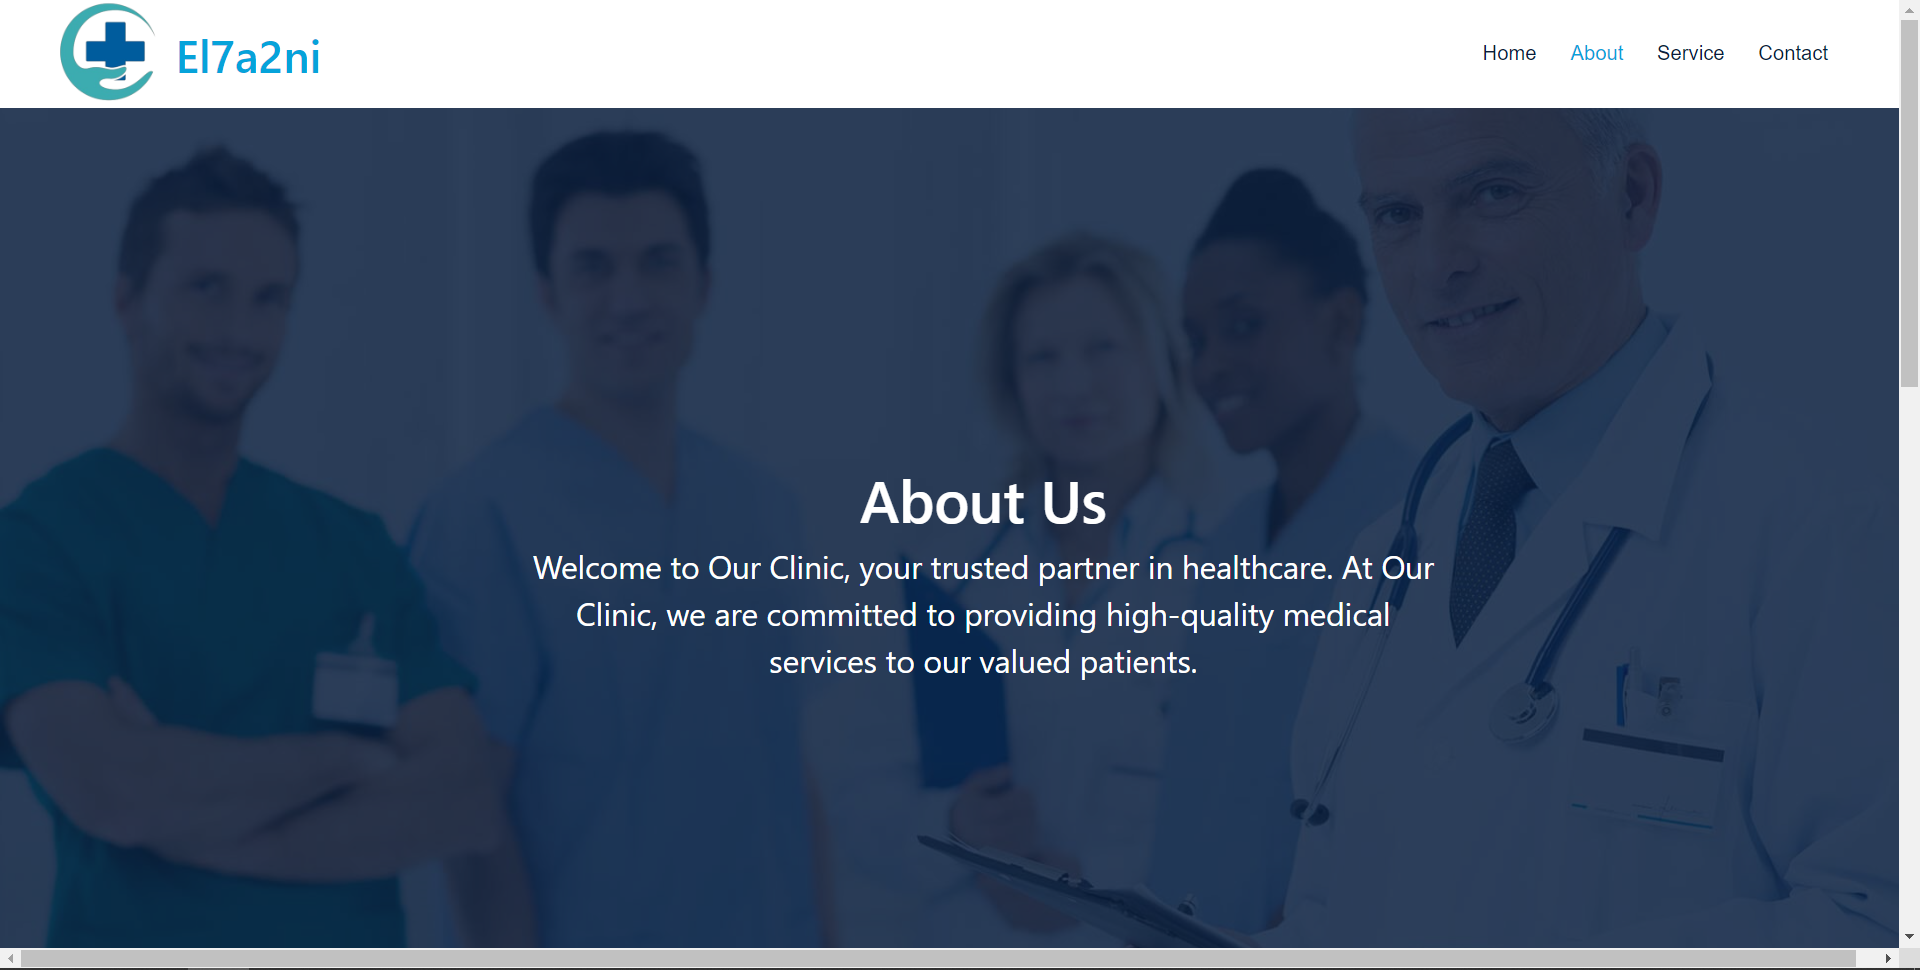 El7a2ni
Home
About
Service
Contact
About Us
Welcome to Our Clinic, your trusted partner in healthcare. At Our
Clinic, we are committed to providing high-quality medical
services to our valued patients.